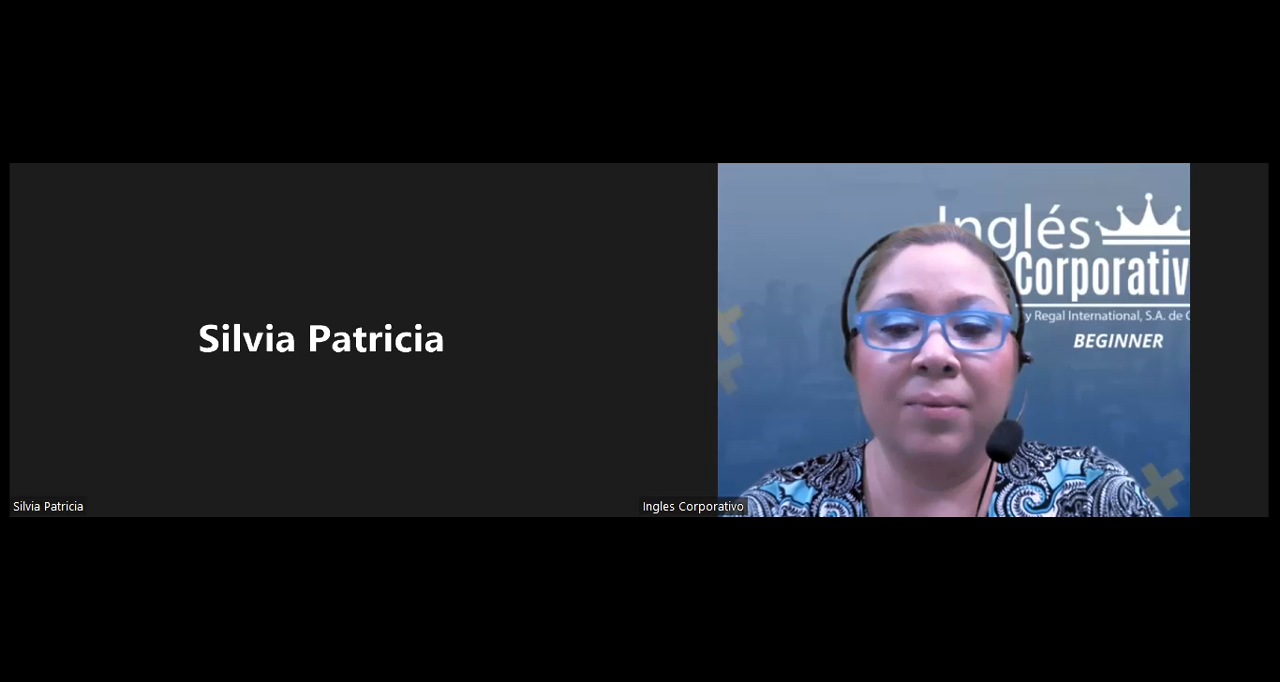 Silvia Patricia
Silvia Patricia
Inglés
Corporativ
y Regal International, S.A. de C
BEGINNER
Ingles Corporativo